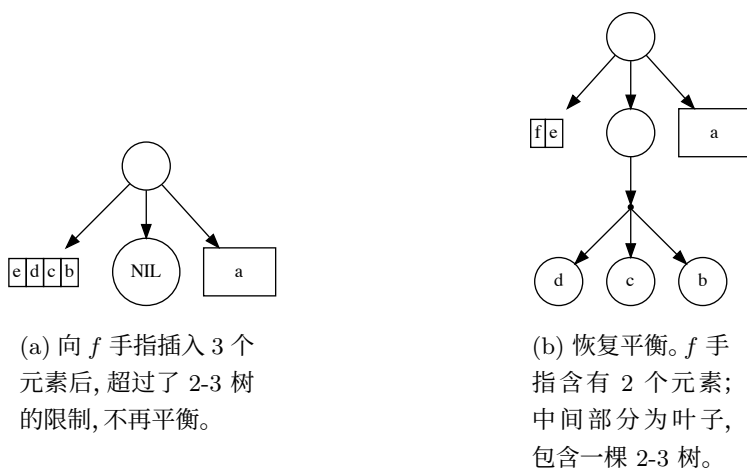 e d c b
NIL
a
(a) 向 f 手指插入 3 个
元素后, 超过了 2-3 树
的限制, 不再平衡。
f e
a
d
c
b
(b) 恢复平衡。f 手
指含有 2 个元素;
中间部分为叶子,
包含一棵 2-3 树。